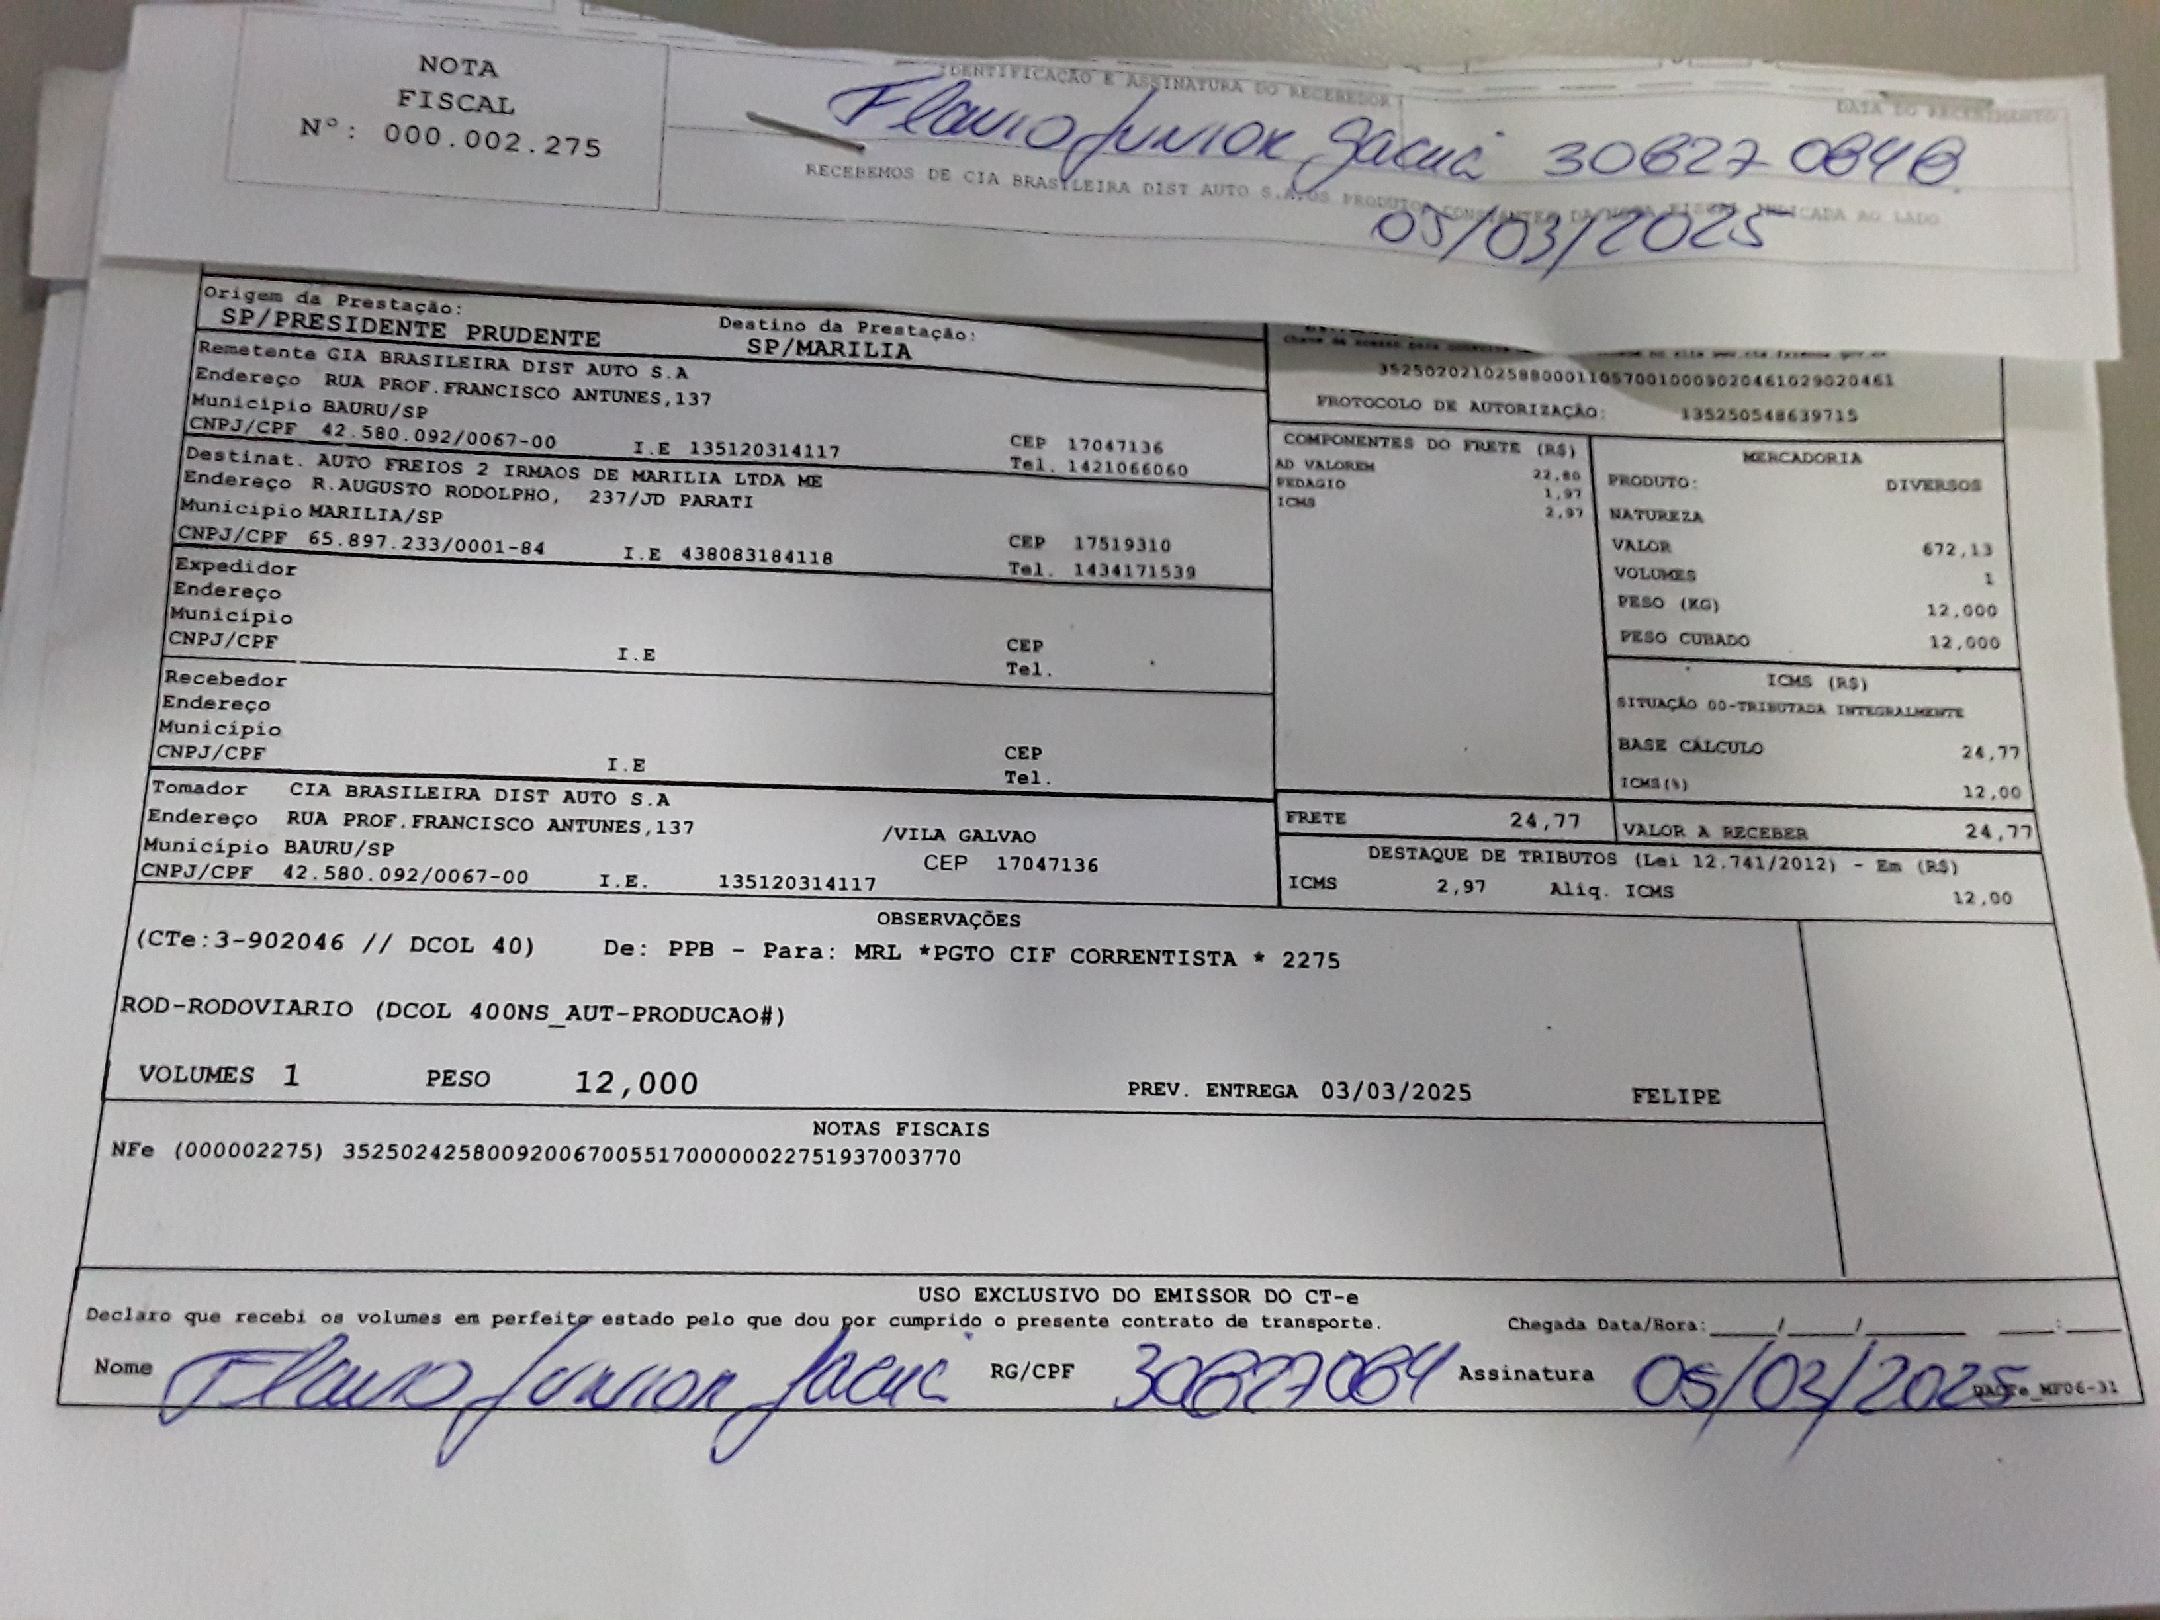 NOTA
FISCAL
Nº: 000.002.275
IDENTIFICAÇÃO E ASSINATURA DO RECEBEDOR
DATA DO RECEBIMENTO
Flavio Junior
RECEBEMOS DE CIA BRASILEIRA DIST AUTO S.A. OS PRODUTOS CONSTANTES DA NOTA FISCAL INDICADA AO LADO
05/03/2025
Origem da Prestação:
SP/PRESIDENTE PRUDENTE
Destino da Prestação:
SP/MARILIA
Remetente CIA BRASILEIRA DIST AUTO S.A
Endereço RUA PROF.FRANCISCO ANTUNES,137
Município BAURU/SP
CEP 17047136
CNPJ/CPF 42.580.092/0067-00 I.E 135120314117 Tel. 1421066060
Destinat. AUTO FREIOS 2 IRMAOS DE MARILIA LTDA ME
Endereço R.AUGUSTO RODOLPHO, 237/JD PARATI
Município MARILIA/SP
CEP 17519310
CNPJ/CPF 65.897.233/0001-84 I.E 438083184118 Tel. 1434171539
Expedidor
Endereço
Município
CEP
CNPJ/CPF I.E Tel.
Recebedor
Endereço
Município
CEP
CNPJ/CPF I.E Tel.
Tomador CIA BRASILEIRA DIST AUTO S.A
Endereço RUA PROF.FRANCISCO ANTUNES,137 /VILA GALVAO
Município BAURU/SP CEP 17047136
CNPJ/CPF 42.580.092/0067-00 I.E. 135120314117
PROTOCOLO DE AUTORIZAÇÃO: 135250548639715
COMPONENTES DO FRETE (R$)
AD VALOREM 22,80
PEDAGIO 1,97
ICMS 2,97
MERCADORIA
PRODUTO: DIVERSOS
NATUREZA
VALOR 672,13
VOLUMES 1
PESO (KG) 12,000
PESO CUBADO 12,000
ICMS (R$)
SITUAÇÃO 00-TRIBUTADA INTEGRALMENTE
BASE CÁLCULO 24,77
ICMS(%) 12,00
FRETE 24,77
VALOR A RECEBER 24,77
DESTAQUE DE TRIBUTOS (Lei 12.741/2012) - Em (R$)
ICMS 2,97 Aliq. ICMS 12,00
OBSERVAÇÕES
(CTe:3-902046 // DCOL 40) De: PPB - Para: MRL *PGTO CIF CORRENTISTA * 2275
ROD-RODOVIARIO (DCOL 400NS_AUT-PRODUCAO#)
VOLUMES 1 PESO 12,000 PREV. ENTREGA 03/03/2025 FELIPE
NOTAS FISCAIS
NFe (000002275) 35250242580092006700551700000022751937003770
USO EXCLUSIVO DO EMISSOR DO CT-e
Declaro que recebi os volumes em perfeito estado pelo que dou por cumprido o presente contrato de transporte. Chegada Data/Hora:____/____/______ ___:___
Nome Flavio Junior RG/CPF Assinatura 05/03/2025